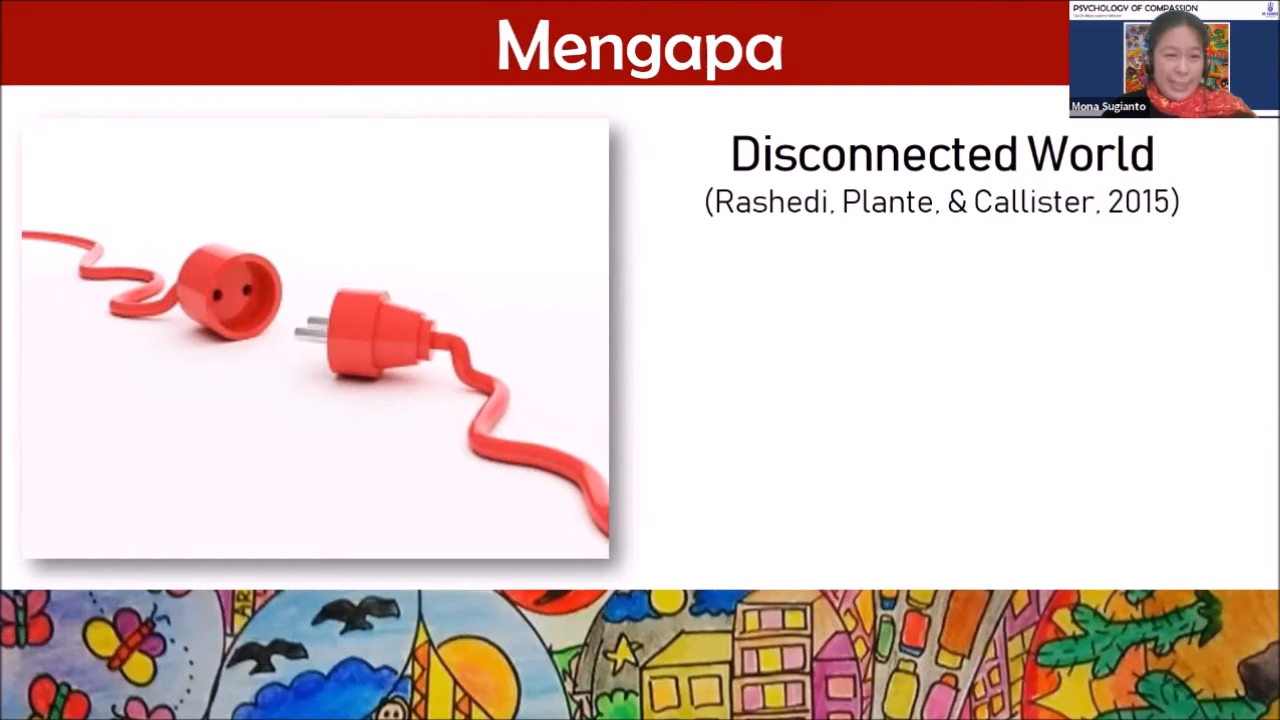 Mengapa
PSYCHOLOGY OF COMPASSION
Mona Sugianto
Disconnected World
(Rashedi, Plante, & Callister, 2015)